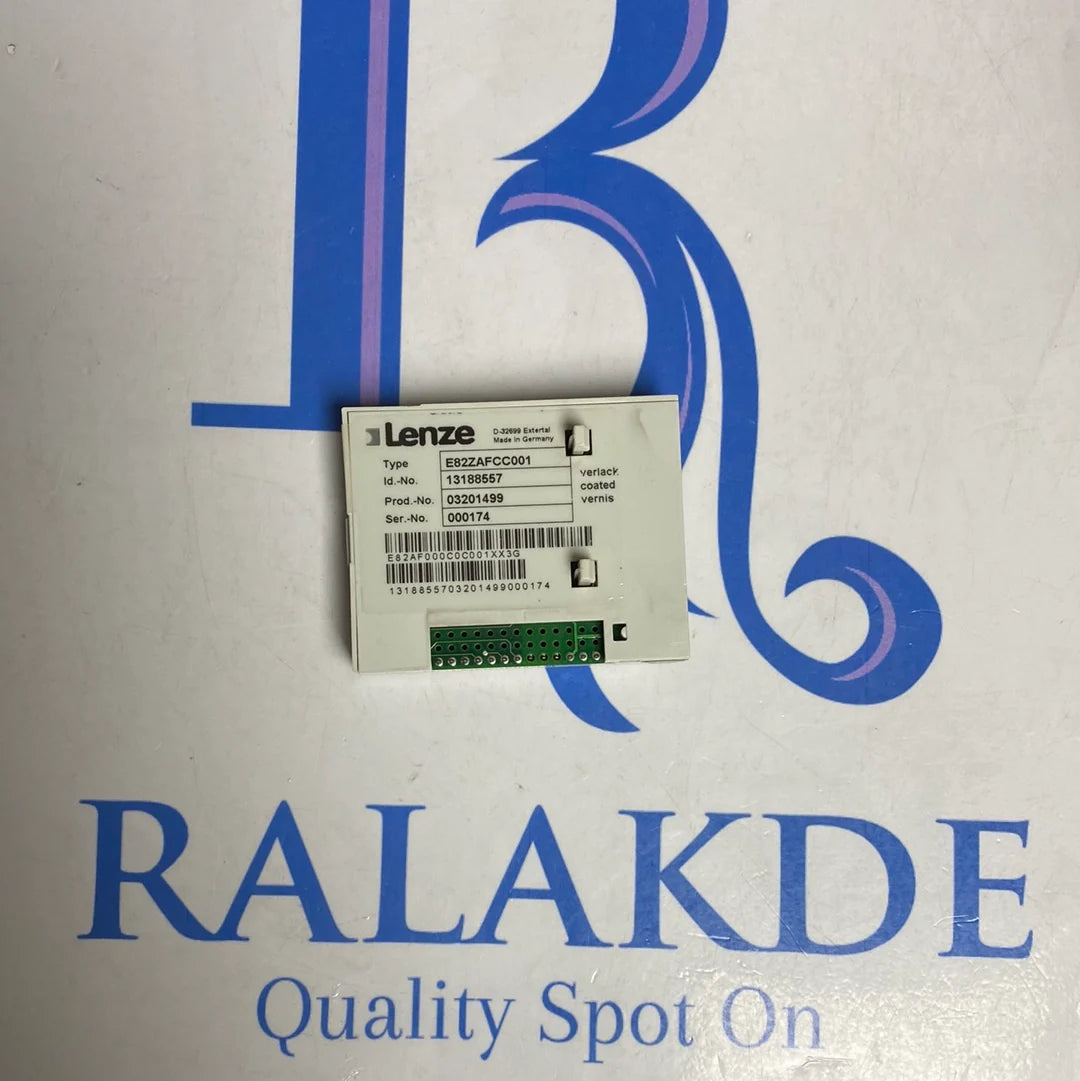 Lenze
D-32699 Extertal
Made in Germany
Type E82ZAFCC001
Id.-No. 13188557
Prod.-No. 03201499
Ser.-No. 000174
verlack.
coated
vernis
E82AF000C0C001XX3G
1318855703201499000174
RALAKDE
Quality Spot On